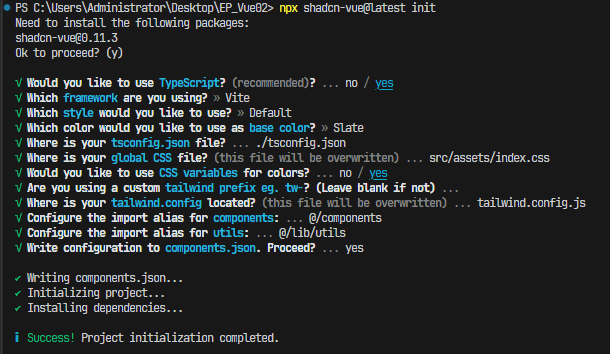 PS C:\Users\Administrator\Desktop\EP_Vue02> npx shadcn-vue@latest init
Need to install the following packages:
shadcn-vue@0.11.3
Ok to proceed? (y)
√ Would you like to use TypeScript? (recommended)? ... no / yes
√ Which framework are you using? » Vite
√ Which style would you like to use? » Default
√ Which color would you like to use as base color? » Slate
√ Where is your tsconfig.json file? ... ./tsconfig.json
√ Where is your global CSS file? (this file will be overwritten) ... src/assets/index.css
√ Would you like to use CSS variables for colors? ... no / yes
√ Are you using a custom tailwind prefix eg. tw-? (Leave blank if not) ...
√ Where is your tailwind.config located? (this file will be overwritten) ... tailwind.config.js
√ Configure the import alias for components: ... @/components
√ Configure the import alias for utils: ... @/lib/utils
√ Write configuration to components.json. Proceed? ... yes
✔ Writing components.json...
✔ Initializing project...
✔ Installing dependencies...
ℹ Success! Project initialization completed.